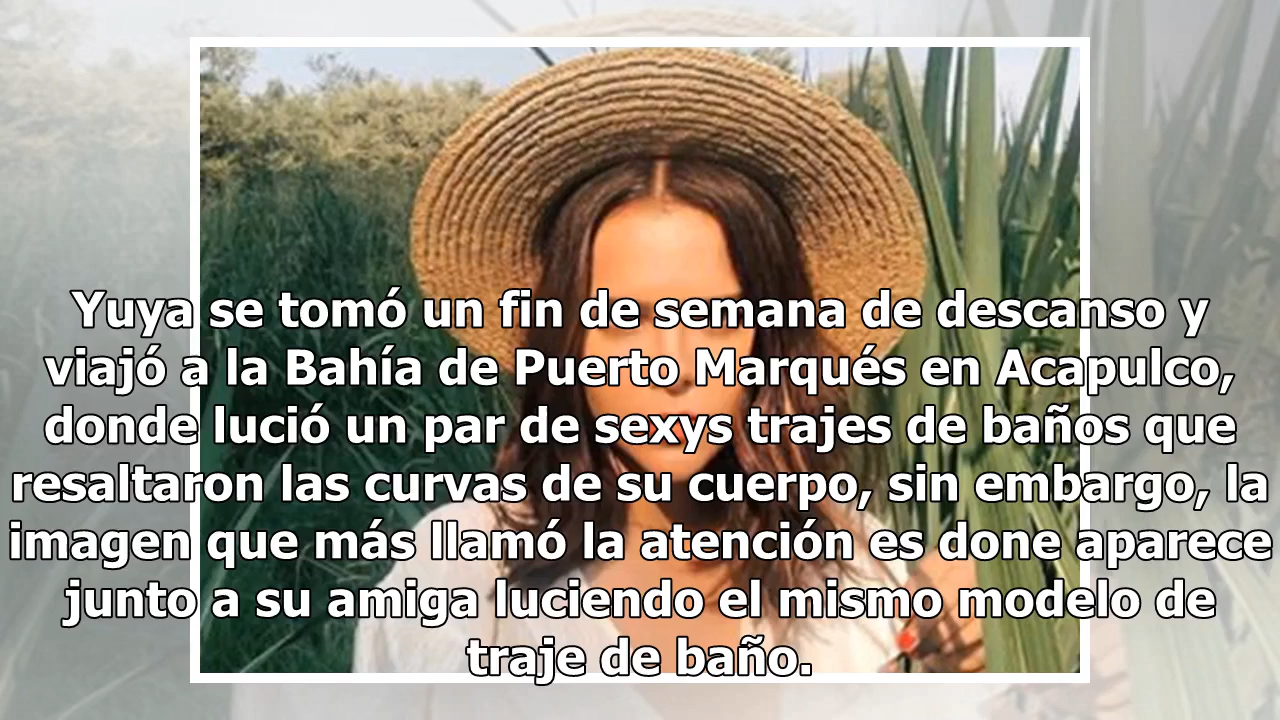 Yuya se tomó un fin de semana de descanso y
viajó a la Bahía de Puerto Marqués en Acapulco,
donde lució un par de sexys trajes de baños que
resaltaron las curvas de su cuerpo, sin embargo, la
imagen que más llamó la atención es done aparece
junto a su amiga luciendo el mismo modelo de
traje de baño.